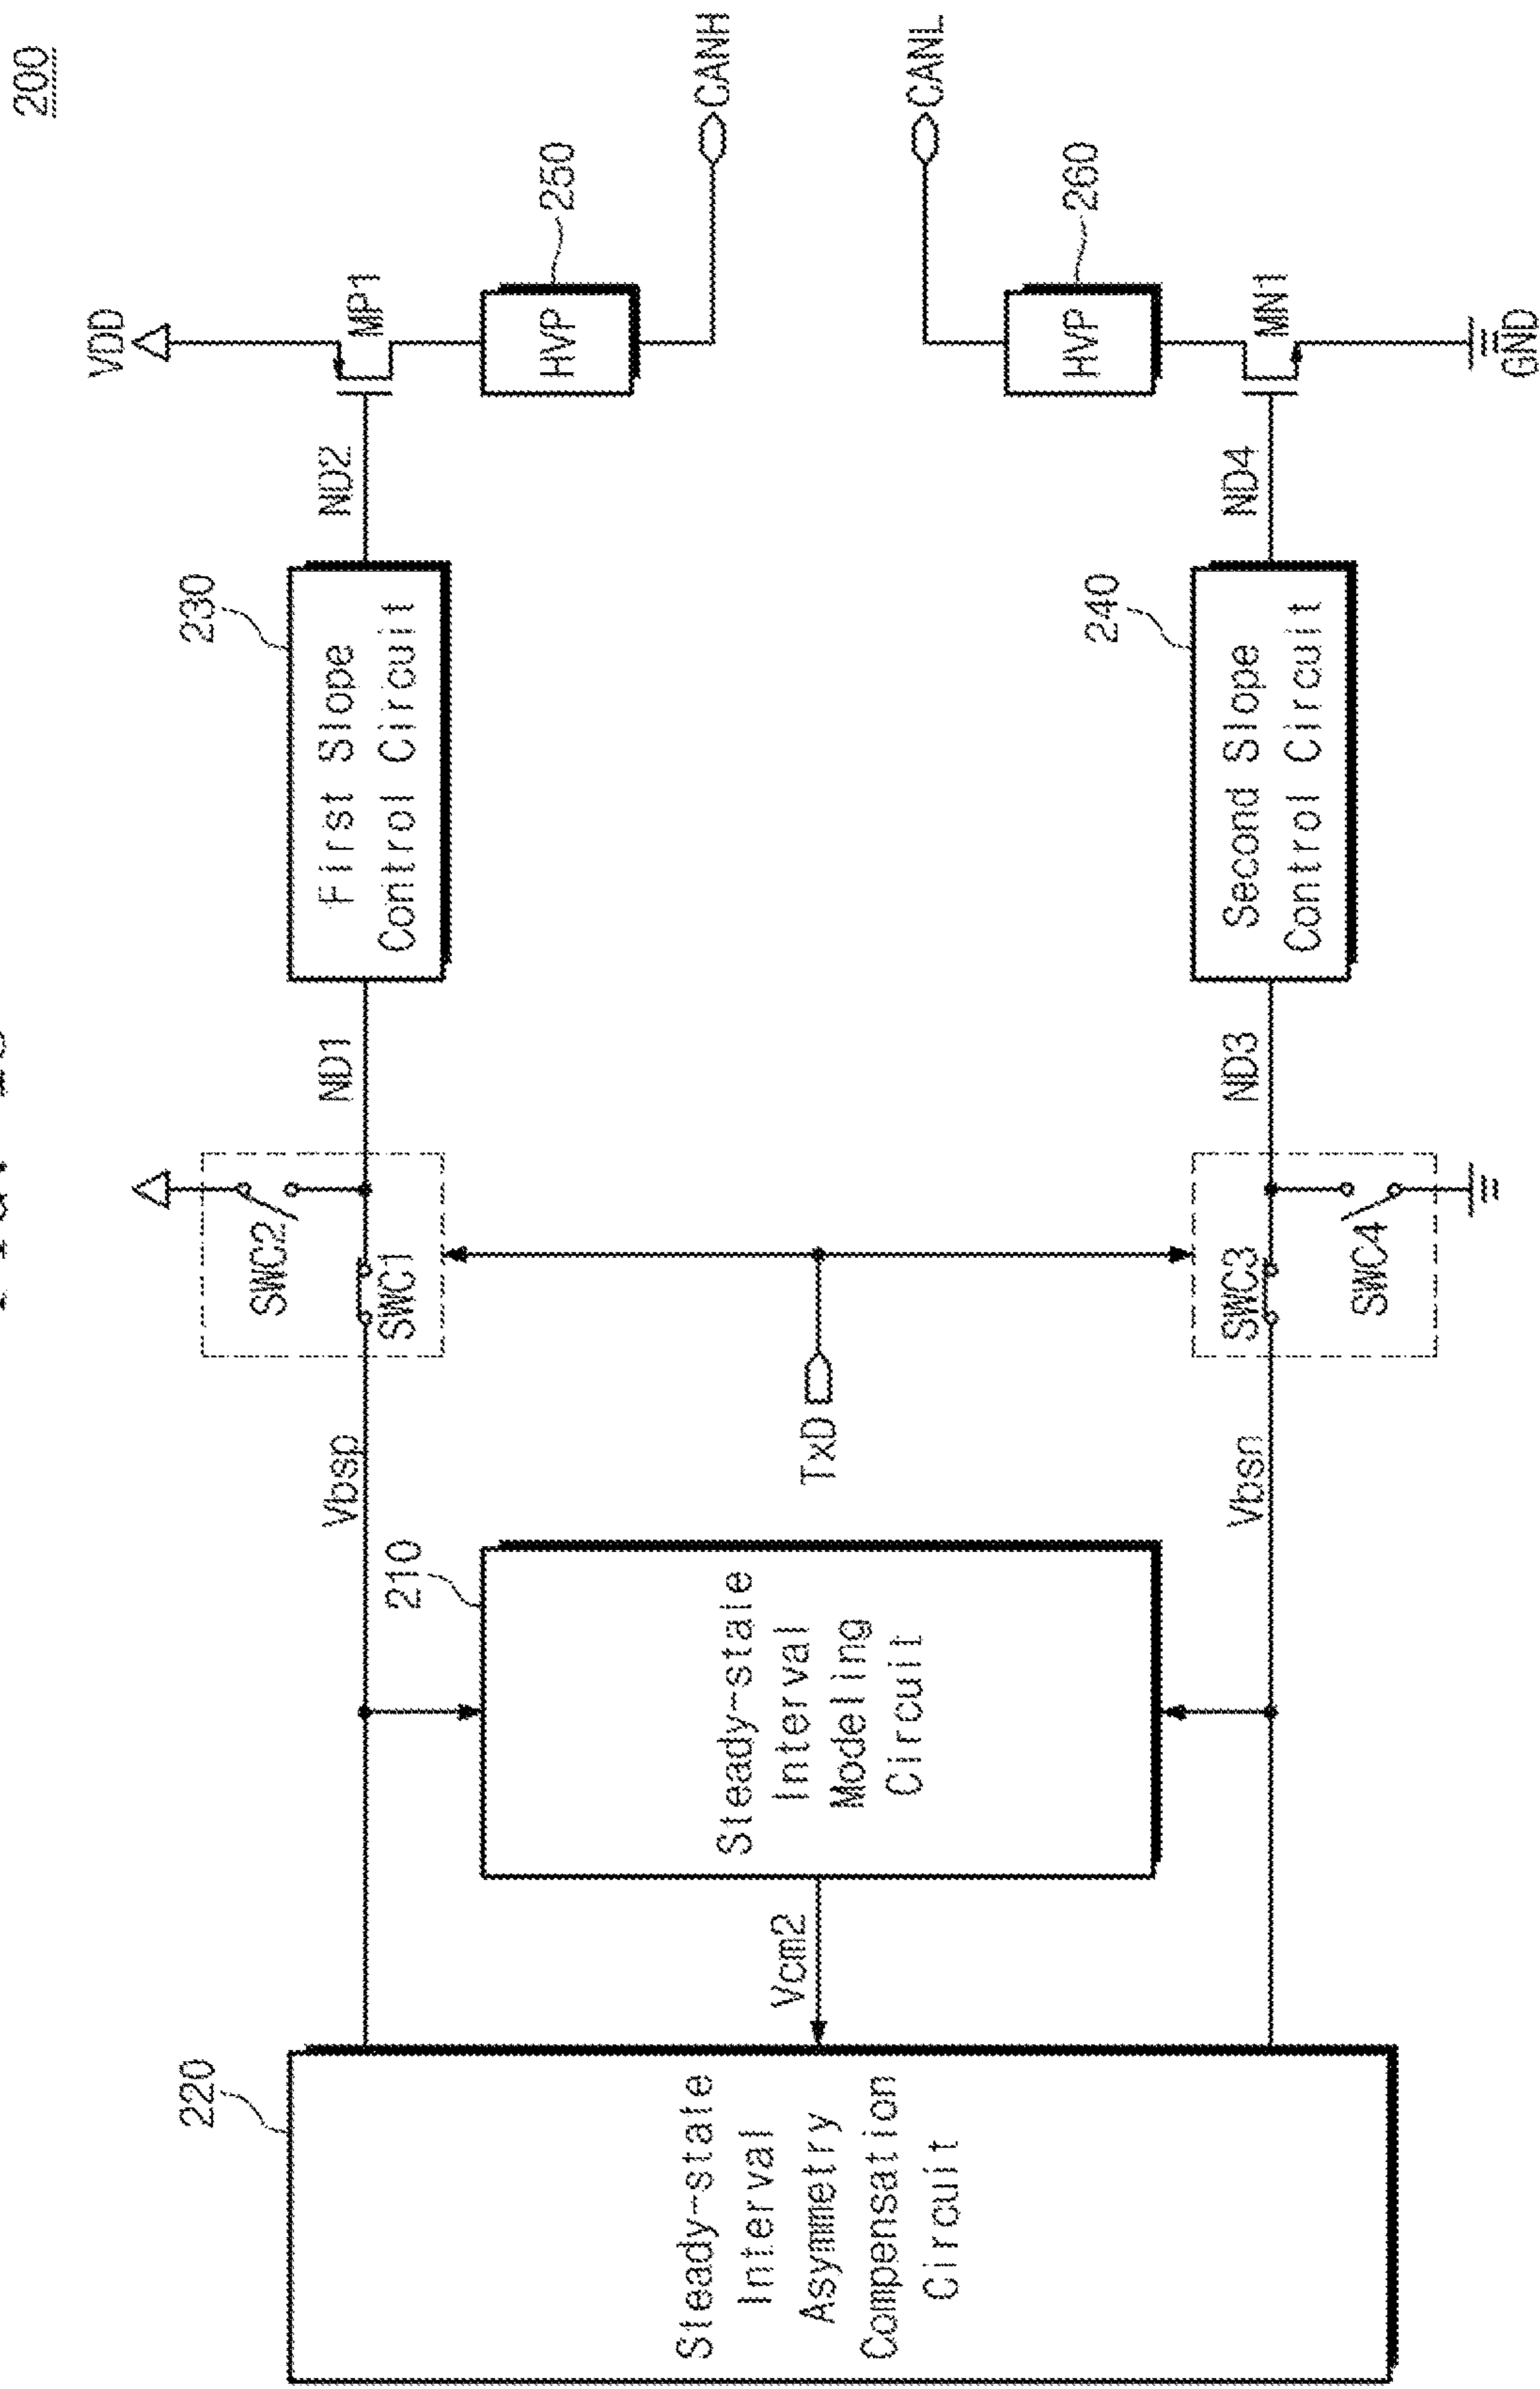 200
220
Steady-state
Interval
Asymmetry
Compensation
Circuit
Vcm2
210
Steady-state
Interval
Modeling
Circuit
Vbsp
Vbsn
TxD
SWC2
SWC1
SWC3
SWC4
ND1
ND3
230
First Slope
Control Circuit
240
Second Slope
Control Circuit
ND2
ND4
VDD
MP1
HVP
250
CANH
CANL
HVP
260
MN1
GND